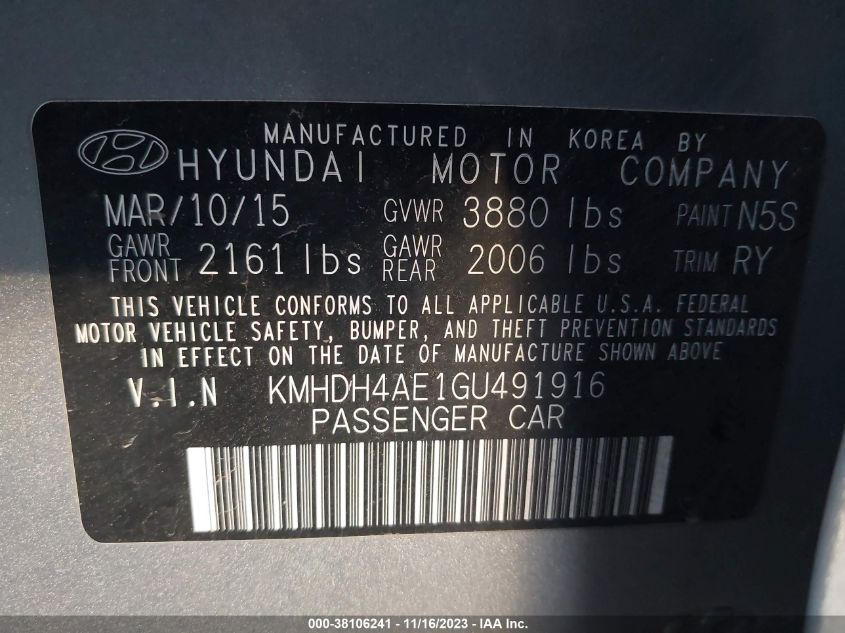 MANUFACTURED IN KOREA BY
HYUNDAI MOTOR COMPANY
MAR/10/15 GVWR 3880 lbs PAINT N5S
GAWR FRONT 2161 lbs GAWR REAR 2006 lbs TRIM RY
THIS VEHICLE CONFORMS TO ALL APPLICABLE U.S.A. FEDERAL
MOTOR VEHICLE SAFETY, BUMPER, AND THEFT PREVENTION STANDARDS
IN EFFECT ON THE DATE OF MANUFACTURE SHOWN ABOVE
V.I.N KMHDH4AE1GU491916
PASSENGER CAR
000-38106241 - 11/16/2023 - IAA Inc.